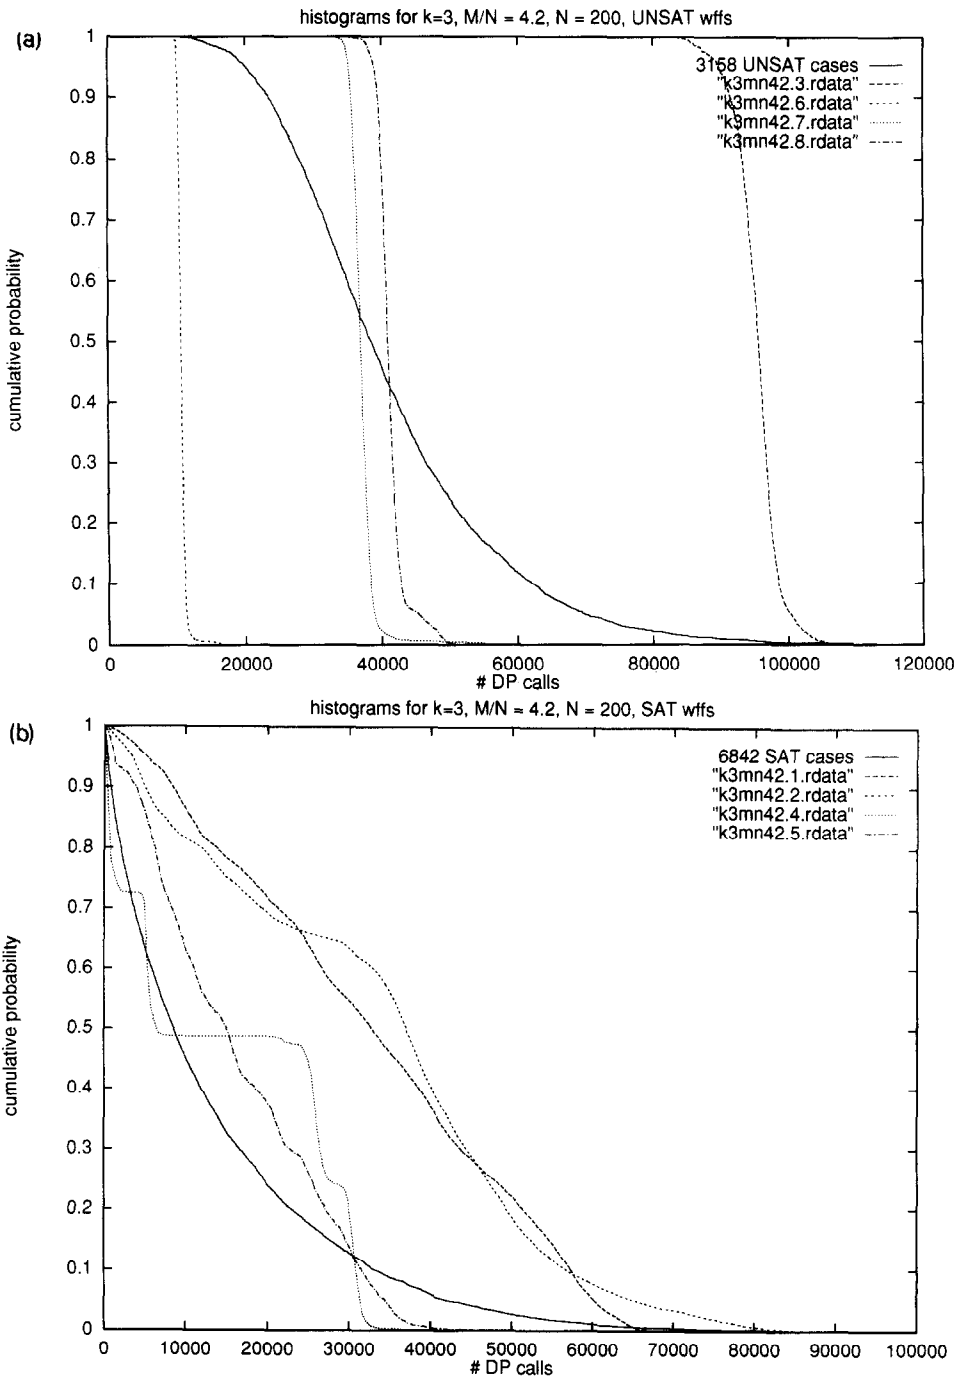 histograms for k=3, M/N = 4.2, N = 200, UNSAT wffs
(a)
1
0.9
0.8
0.7
0.6
0.5
0.4
0.3
0.2
0.1
0
cumulative probability
3158 UNSAT cases
"k3mn42.3.rdata"
"k3mn42.6.rdata"
"k3mn42.7.rdata"
"k3mn42.8.rdata"
0 20000 40000 60000 80000 100000 120000
# DP calls
histograms for k=3, M/N = 4.2, N = 200, SAT wffs
(b)
1
0.9
0.8
0.7
0.6
0.5
0.4
0.3
0.2
0.1
0
cumulative probability
6842 SAT cases
"k3mn42.1.rdata"
"k3mn42.2.rdata"
"k3mn42.4.rdata"
"k3mn42.5.rdata"
0 10000 20000 30000 40000 50000 60000 70000 80000 90000 100000
# DP calls